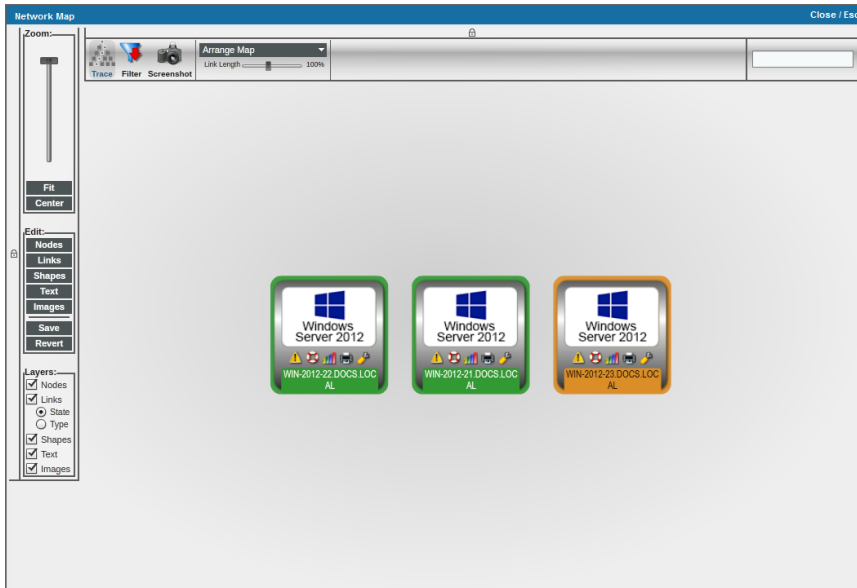 Network Map
Close / Esc
Zoom:
Trace
Filter
Screenshot
Arrange Map
Link Length
100%
Fit
Center
Edit:
Nodes
Links
Shapes
Text
Images
Save
Revert
Layers:
Nodes
Links
State
Type
Shapes
Text
Images
Windows
Server 2012
WIN-2012-22.DOCS.LOC
AL
Windows
Server 2012
WIN-2012-21.DOCS.LOC
AL
Windows
Server 2012
WIN-2012-23.DOCS.LOC
AL